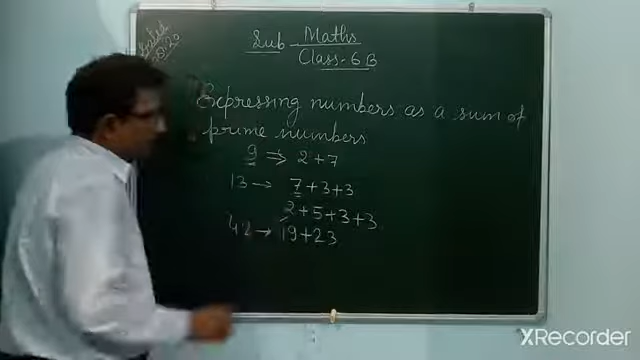 Sub Maths
Class-6B
Expressing numbers as a sum of
prime numbers
9 ⇒ 2+7
13 → 7+3+3
2+5+3+3
42 → 19+23
XRecorder